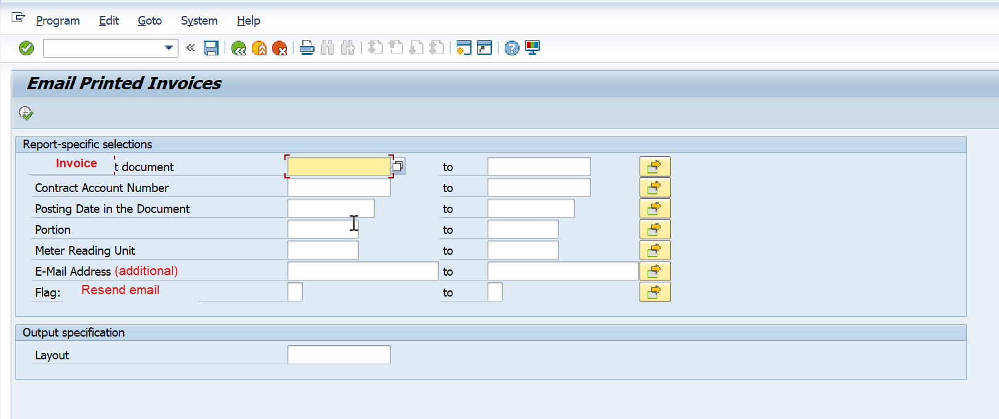 Program Edit Goto System Help
Email Printed Invoices
Report-specific selections
Invoice t document to
Contract Account Number to
Posting Date in the Document to
Portion to
Meter Reading Unit to
E-Mail Address (additional) to
Flag: Resend email to
Output specification
Layout